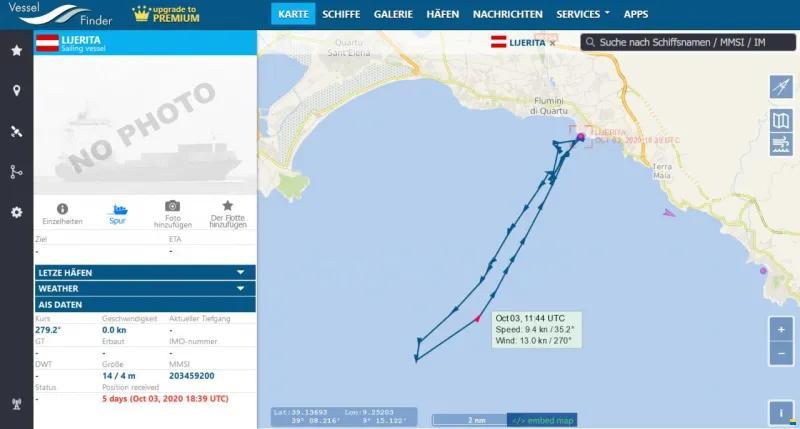 Vessel
Finder
upgrade to
PREMIUM
KARTE SCHIFFE GALERIE HÄFEN NACHRICHTEN SERVICES APPS
LIJERITA
Sailing vessel
LIJERITA ×
Suche nach Schiffsnamen / MMSI / IM
NO PHOTO
Einzelheiten
Spur
Foto
hinzufügen
Der Flotte
hinzufügen
Ziel ETA
- -
LETZE HÄFEN
WEATHER
AIS DATEN
Kurs Geschwindigkeit Aktueller Tiefgang
279.2° 0.0 kn -
GT Erbaut IMO-nummer
- - -
DWT Größe MMSI
- 14 / 4 m 203459200
Status Position received
- 5 days (Oct 03, 2020 18:39 UTC)
Quartu
Sant'Elena
Flumini
di Quartu
LIJERITA
Oct 03, 2020 18:39 UTC
Terra
Maia
Oct 03, 11:44 UTC
Speed: 9.4 kn / 35.2°
Wind: 13.0 kn / 270°
+
−
Lat:39.13693 Lon:9.25203
39° 08.216' 9° 15.122'
2 nm
</> embed map
i